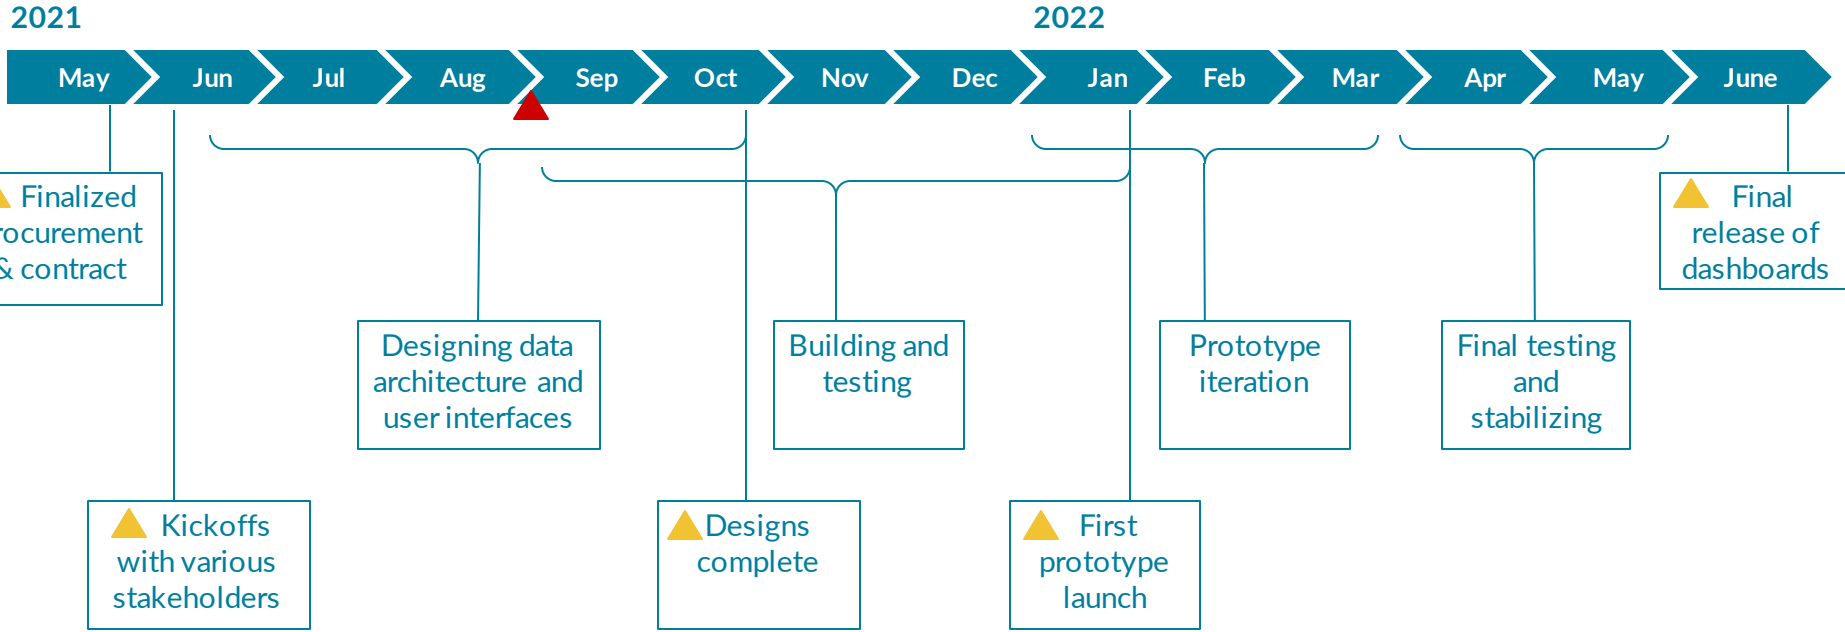 2021
2022
May Jun Jul Aug Sep Oct Nov Dec Jan Feb Mar Apr May June
Finalized
rocurement
& contract
Final
release of
dashboards
Designing data
architecture and
user interfaces
Building and
testing
Prototype
iteration
Final testing
and
stabilizing
Kickoffs
with various
stakeholders
Designs
complete
First
prototype
launch